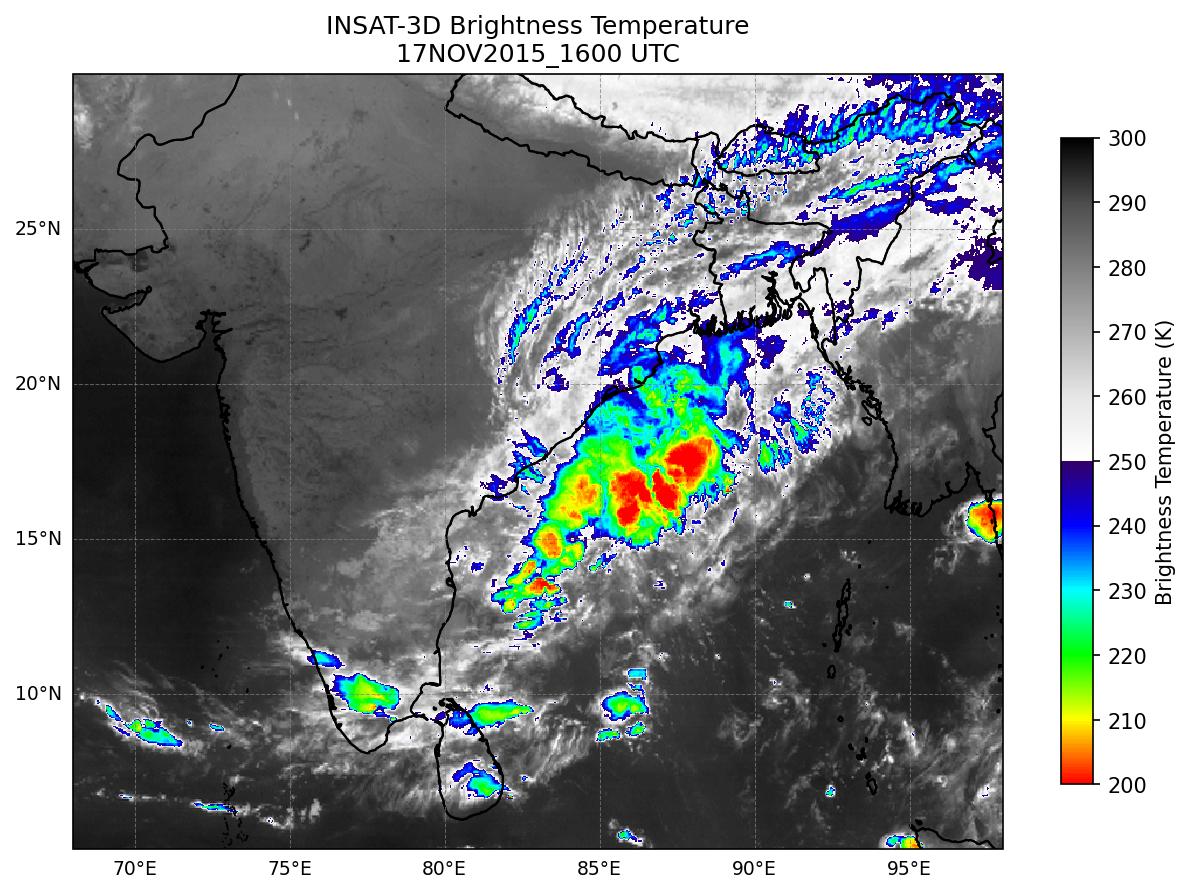 INSAT-3D Brightness Temperature
17NOV2015_1600 UTC
25°N
20°N
15°N
10°N
70°E
75°E
80°E
85°E
90°E
95°E
300
290
280
270
260
250
240
230
220
210
200
Brightness Temperature (K)